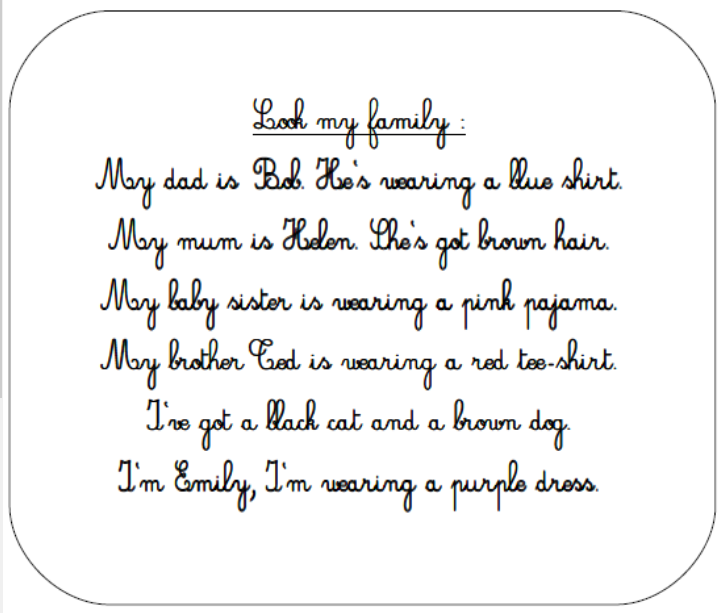 Look my family :
My dad is Bob. He's wearing a blue shirt.
My mum is Helen. She's got brown hair.
My baby sister is wearing a pink pajama.
My brother Ted is wearing a red tee-shirt.
I've got a black cat and a brown dog.
I'm Emily, I'm wearing a purple dress.